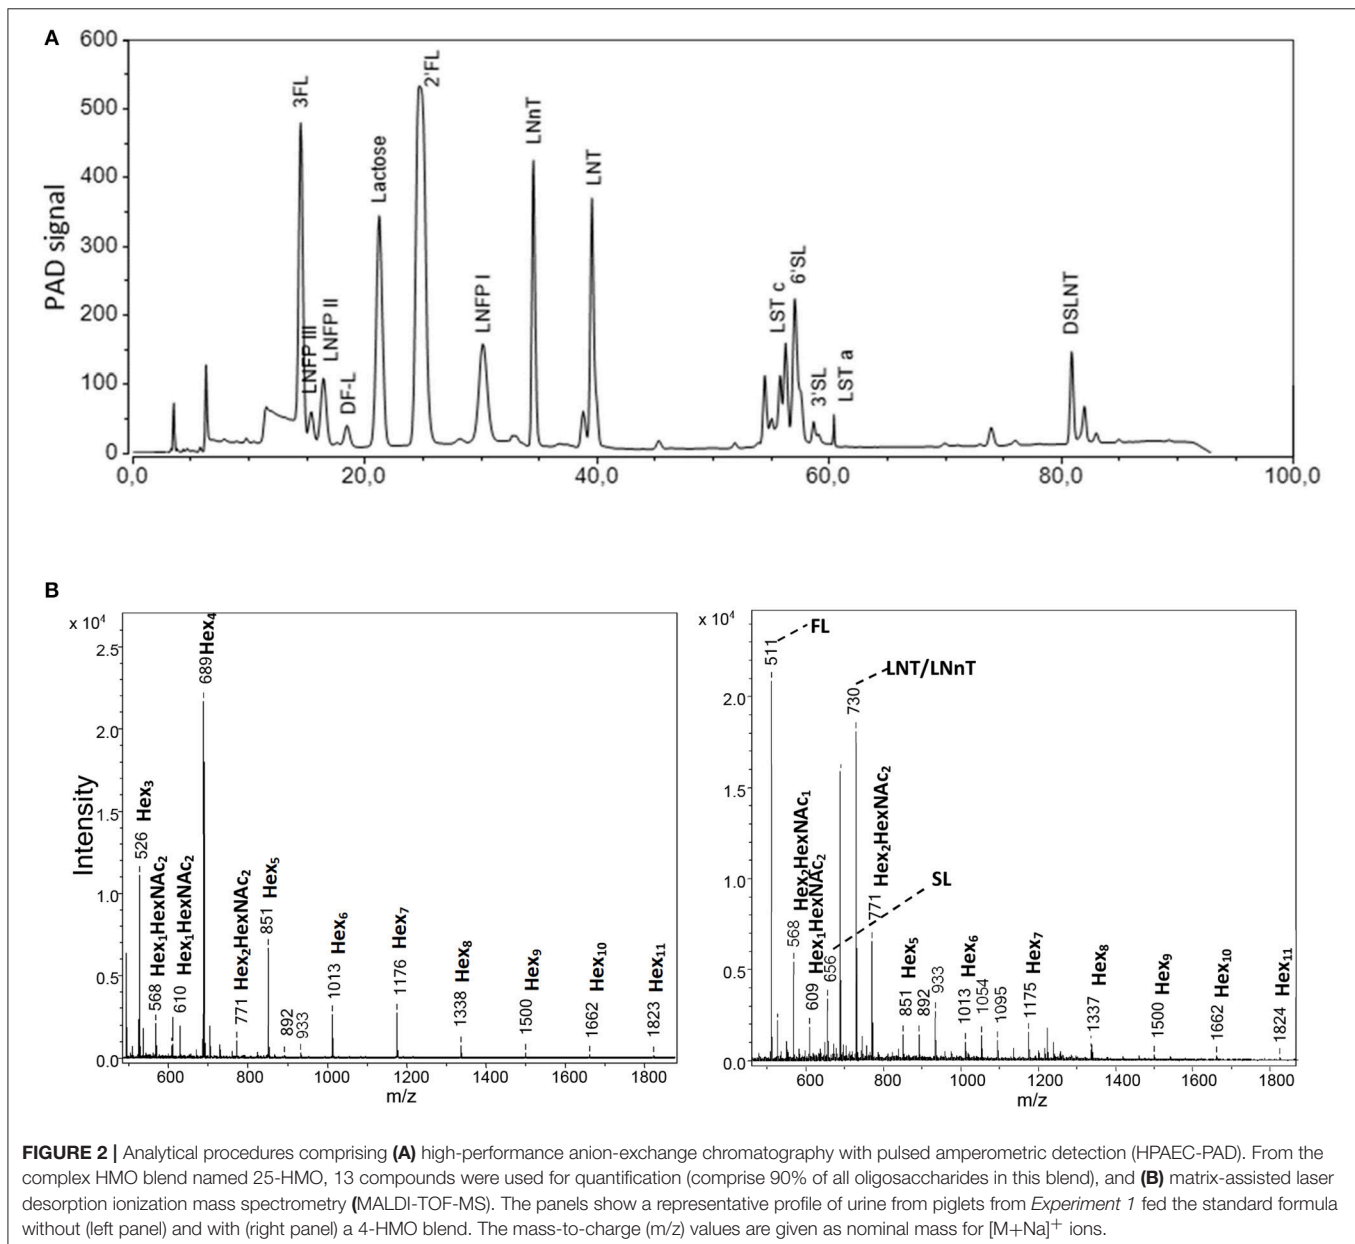 A
600
500
400
300
200
100
0
PAD signal
3FL
LNFP III
LNFP II
DF-L
Lactose
2'FL
LNFP I
LNnT
LNT
LST c
6'SL
3'SL
LST a
DSLNT
0,0 20,0 40,0 60,0 80,0 100,0
B
x 10⁴
2.5
2.0
1.5
1.0
0.5
0.0
Intensity
526 Hex₃
568 Hex₁HexNAc₂
610 Hex₁HexNAc₂
689 Hex₄
771 Hex₂HexNAc₂
851 Hex₅
892
933
1013 Hex₆
1176 Hex₇
1338 Hex₈
1500 Hex₉
1662 Hex₁₀
1823 Hex₁₁
600 800 1000 1200 1400 1600 1800
m/z
x 10⁴
2.0
1.5
1.0
0.5
0.0
511 FL
568 Hex₂HexNAc₁
609 Hex₁HexNAc₂
656 SL
730 LNT/LNnT
771 Hex₂HexNAc₂
851 Hex₅
892
933
1013 Hex₆
1054
1095
1175 Hex₇
1337 Hex₈
1500 Hex₉
1662 Hex₁₀
1824 Hex₁₁
600 800 1000 1200 1400 1600 1800
m/z
FIGURE 2 | Analytical procedures comprising (A) high-performance anion-exchange chromatography with pulsed amperometric detection (HPAEC-PAD). From the
complex HMO blend named 25-HMO, 13 compounds were used for quantification (comprise 90% of all oligosaccharides in this blend), and (B) matrix-assisted laser
desorption ionization mass spectrometry (MALDI-TOF-MS). The panels show a representative profile of urine from piglets from Experiment 1 fed the standard formula
without (left panel) and with (right panel) a 4-HMO blend. The mass-to-charge (m/z) values are given as nominal mass for [M+Na]⁺ ions.